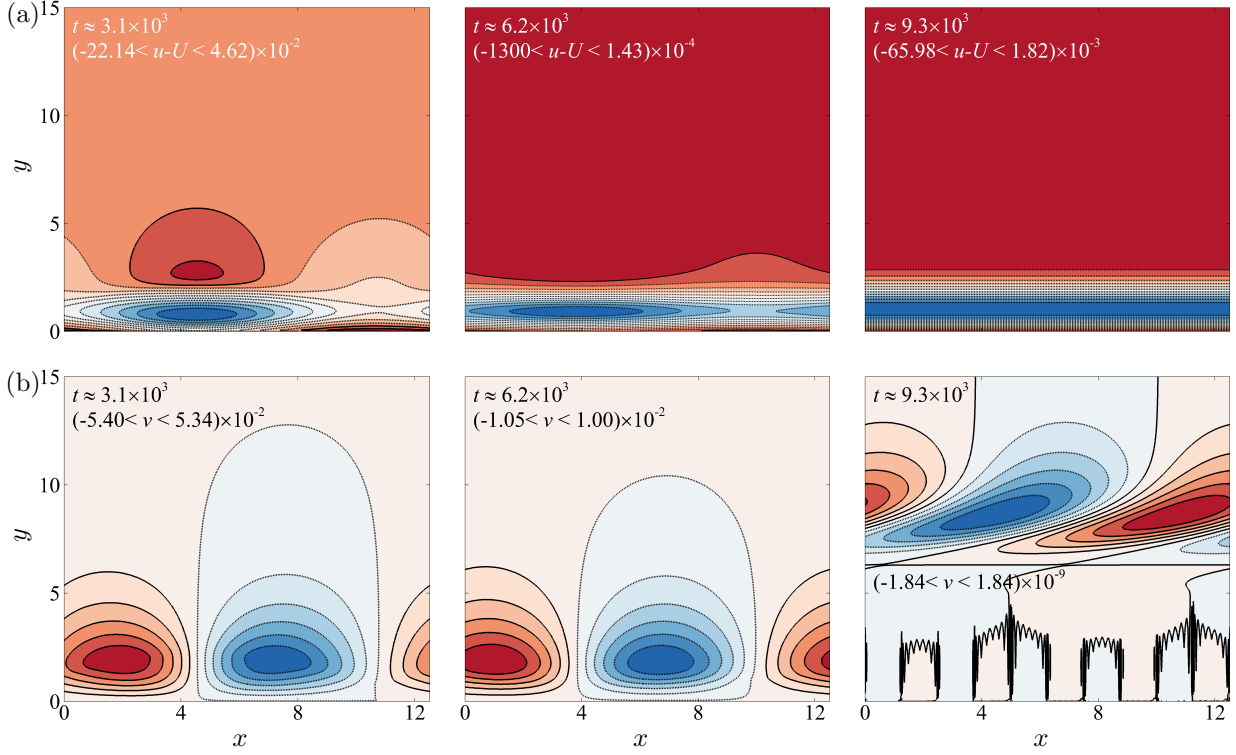 (a)
t ≈ 3.1×10³
(-22.14< u-U < 4.62)×10⁻²
t ≈ 6.2×10³
(-1300< u-U < 1.43)×10⁻⁴
t ≈ 9.3×10³
(-65.98< u-U < 1.82)×10⁻³
15
10
5
0
y
(b)
t ≈ 3.1×10³
(-5.40< v < 5.34)×10⁻²
t ≈ 6.2×10³
(-1.05< v < 1.00)×10⁻²
t ≈ 9.3×10³
(-1.84< v < 1.84)×10⁻⁹
15
10
5
0
y
0 4 8 12
0 4 8 12
0 4 8 12
x x x